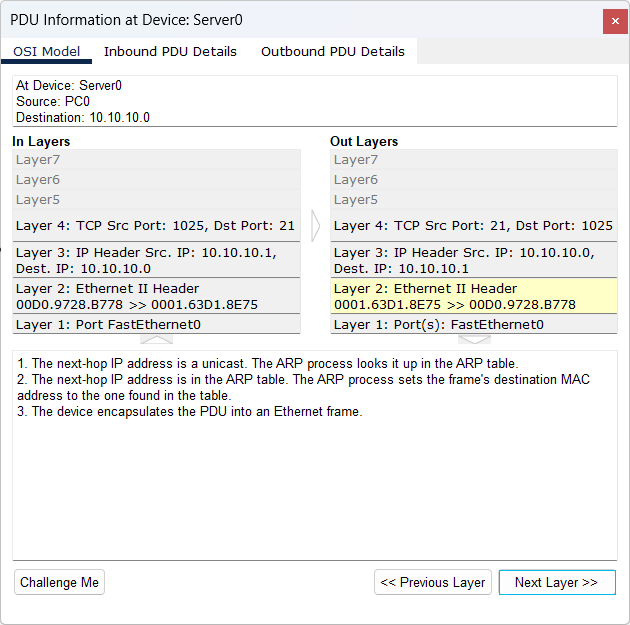 PDU Information at Device: Server0
OSI Model Inbound PDU Details Outbound PDU Details
At Device: Server0
Source: PC0
Destination: 10.10.10.0
In Layers
Layer7
Layer6
Layer5
Layer 4: TCP Src Port: 1025, Dst Port: 21
Layer 3: IP Header Src. IP: 10.10.10.1,
Dest. IP: 10.10.10.0
Layer 2: Ethernet II Header
00D0.9728.B778 >> 0001.63D1.8E75
Layer 1: Port FastEthernet0
Out Layers
Layer7
Layer6
Layer5
Layer 4: TCP Src Port: 21, Dst Port: 1025
Layer 3: IP Header Src. IP: 10.10.10.0,
Dest. IP: 10.10.10.1
Layer 2: Ethernet II Header
0001.63D1.8E75 >> 00D0.9728.B778
Layer 1: Port(s): FastEthernet0
1. The next-hop IP address is a unicast. The ARP process looks it up in the ARP table.
2. The next-hop IP address is in the ARP table. The ARP process sets the frame's destination MAC
address to the one found in the table.
3. The device encapsulates the PDU into an Ethernet frame.
Challenge Me << Previous Layer Next Layer >>